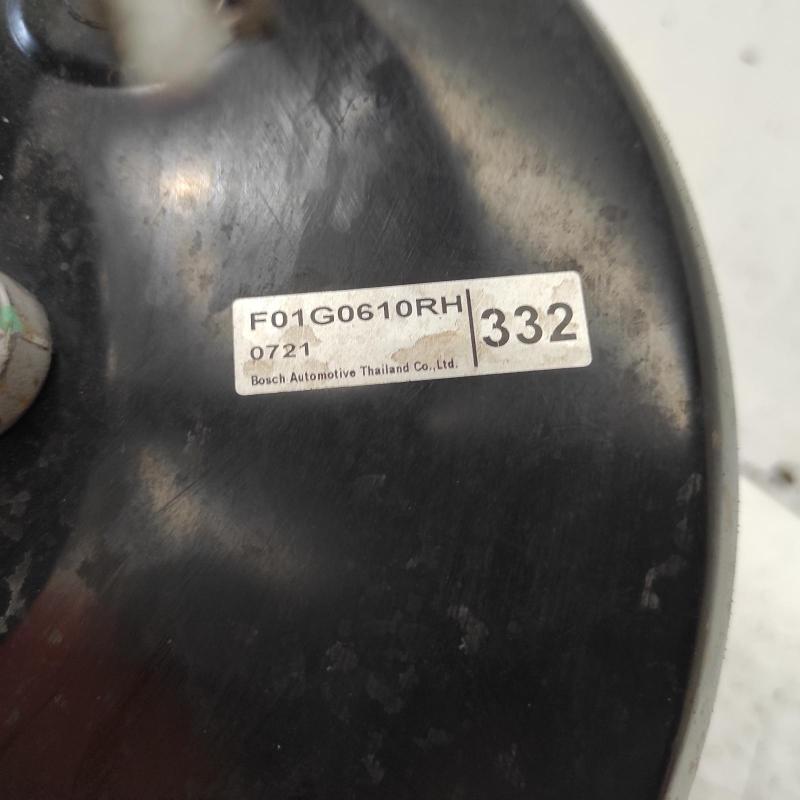 F01G0610RH
332
0721
Bosch Automotive Thailand Co.,Ltd.